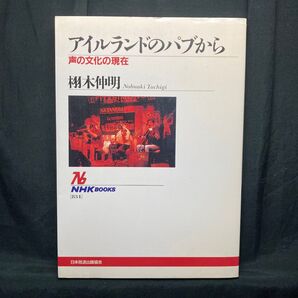 アイルランドのパブから
声の文化の現在
栩木伸明 Nobuaki Tochigi
NHK BOOKS
日本放送出版協会